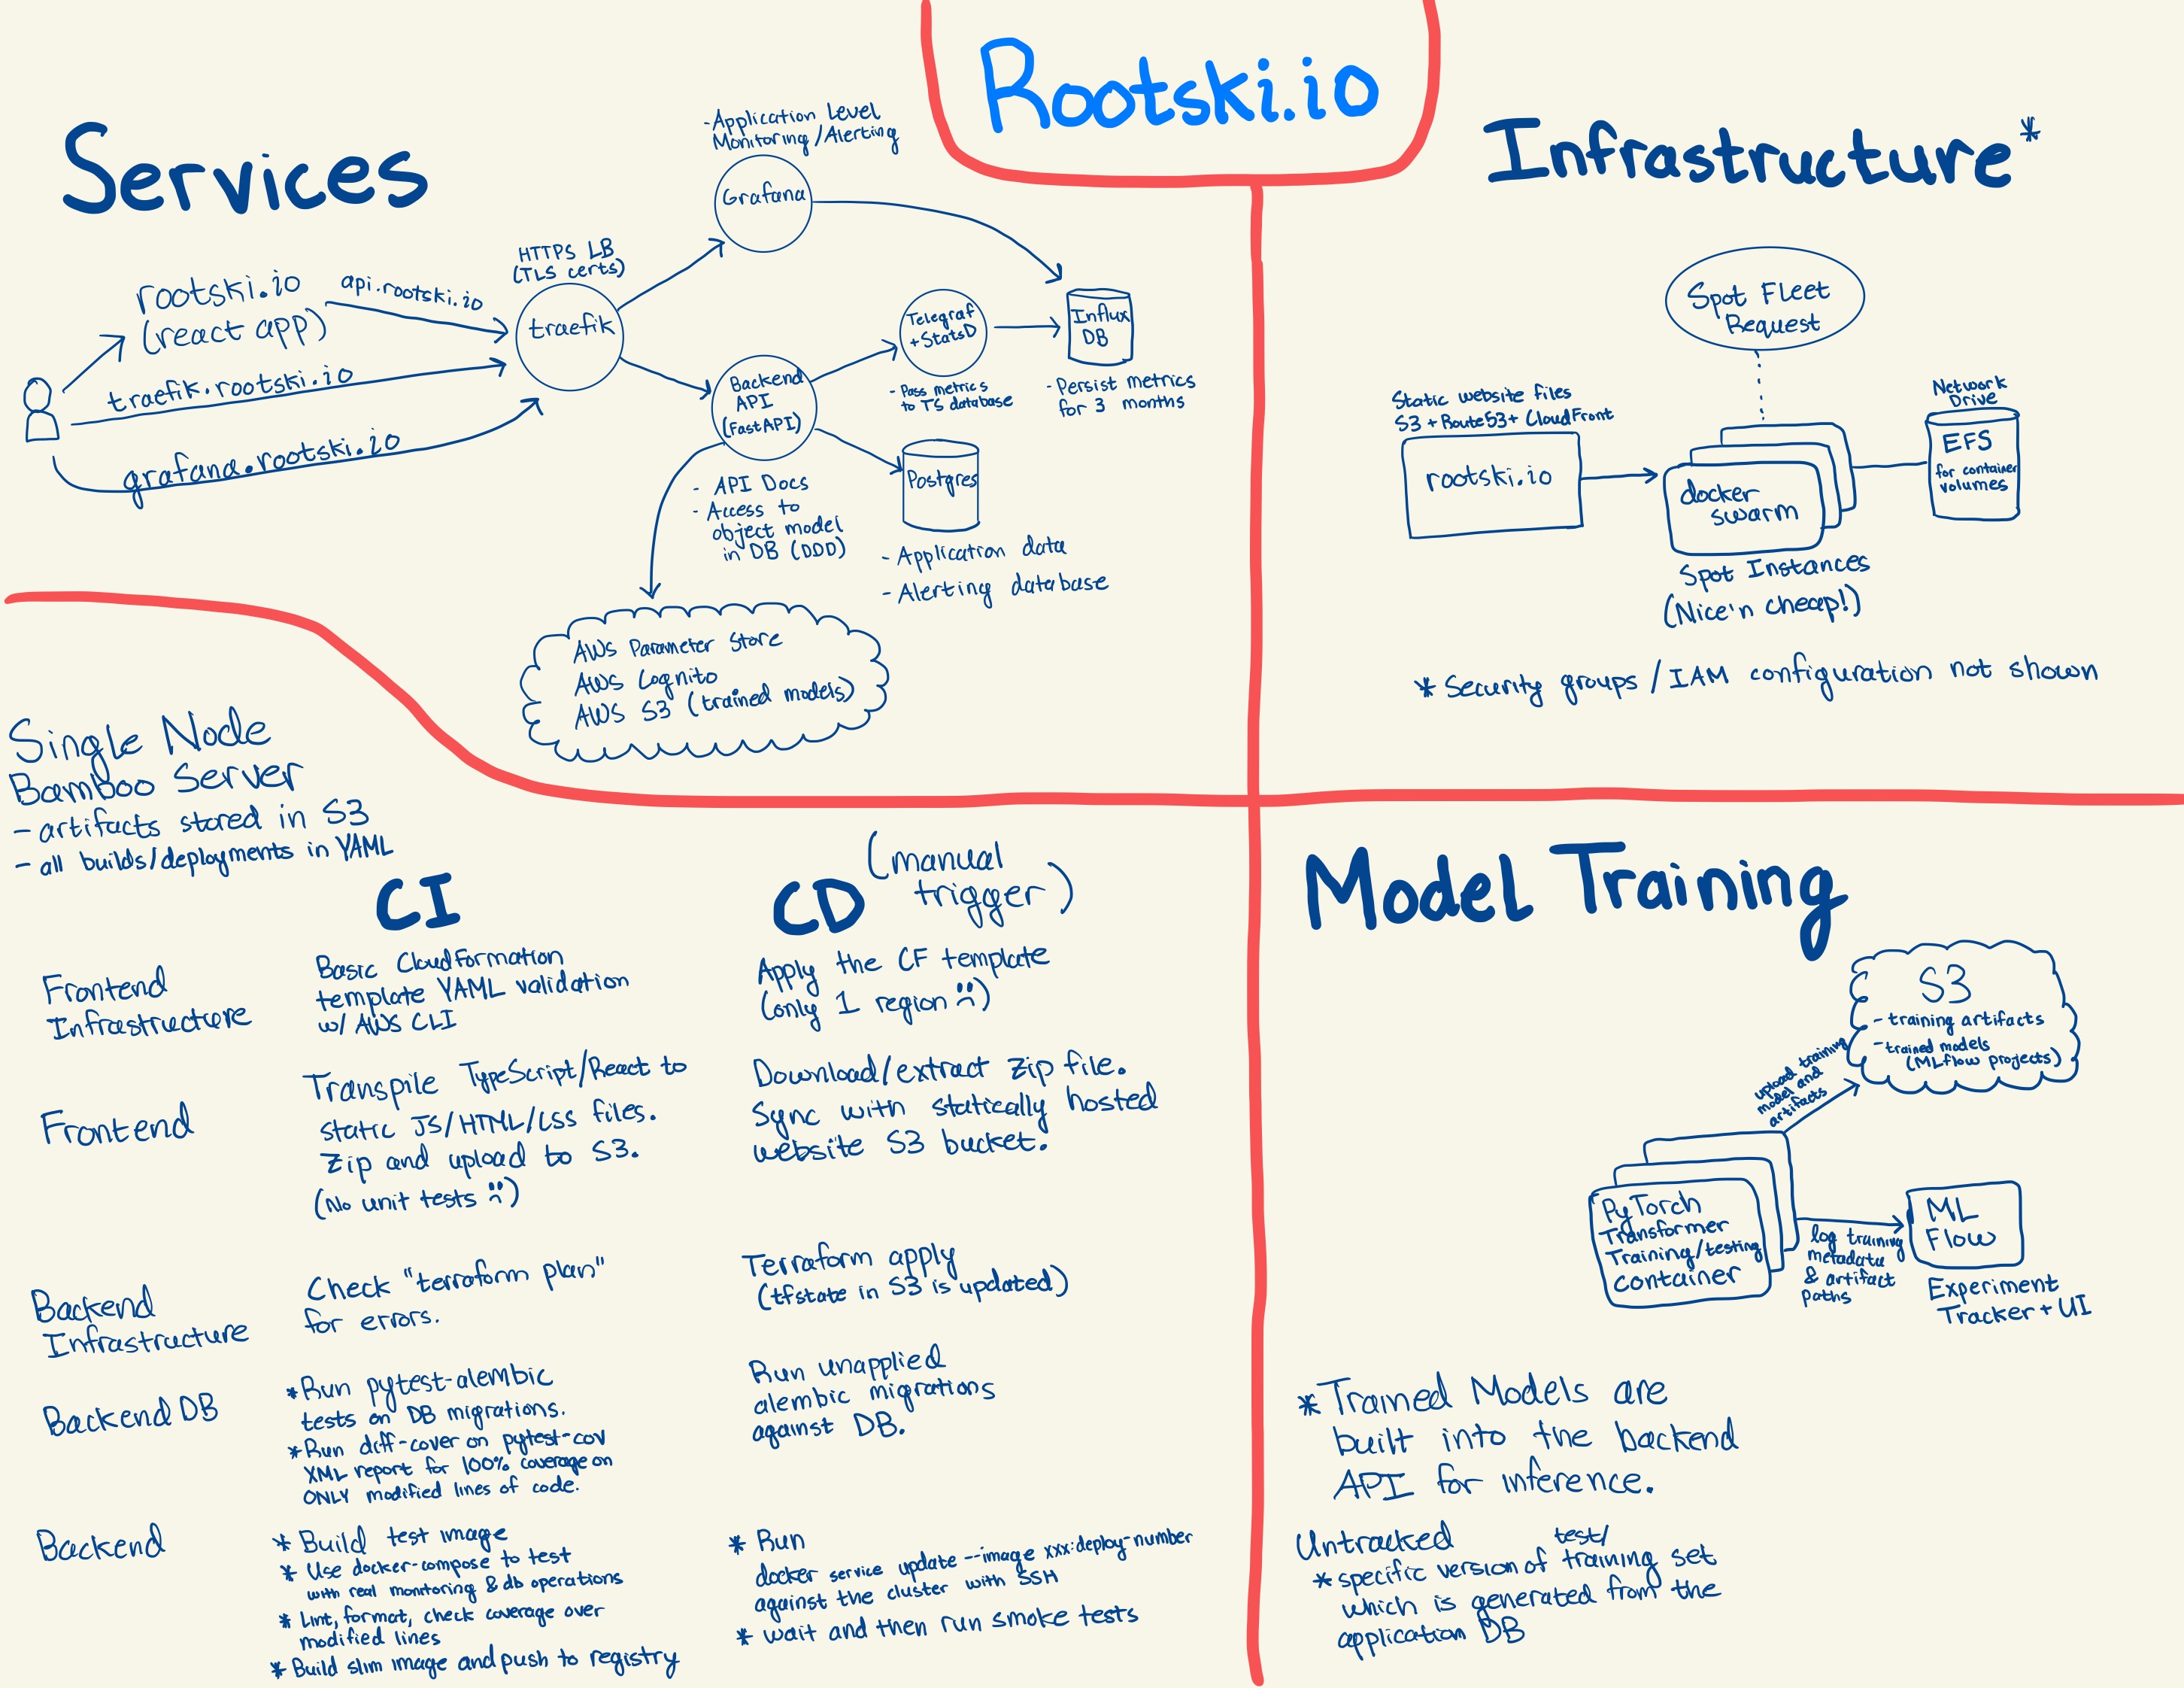 Rootski.io
Services
-Application Level
Monitoring/Alerting
Grafana
HTTPS LB
(TLS certs)
traefik
rootski.io
(react app)
api.rootski.io
traefik.rootski.io
grafana.rootski.io
Backend
API
(FastAPI)
- API Docs
- Access to
object model
in DB (DDD)
Telegraf
+StatsD
- Pass metrics
to TS database
Influx
DB
- Persist metrics
for 3 months
Postgres
- Application data
- Alerting database
AWS Parameter Store
AWS Cognito
AWS S3 (trained models)
Infrastructure*
Spot Fleet
Request
Static website files
S3 + Route53 + CloudFront
rootski.io
docker
swarm
Spot Instances
(Nice'n cheap!)
Network
Drive
EFS
for container
volumes
* Security groups / IAM configuration not shown
Single Node
Bamboo Server
- artifacts stored in S3
- all builds/deployments in YAML
CI
CD (manual
trigger)
Frontend
Infrastructure
Basic CloudFormation
template YAML validation
w/ AWS CLI
Apply the CF template
(only 1 region :()
Frontend
Transpile TypeScript/React to
static JS/HTML/CSS files.
Zip and upload to S3.
(No unit tests :()
Download/extract zip file.
Sync with statically hosted
website S3 bucket.
Backend
Infrastructure
Check "terraform plan"
for errors.
Terraform apply
(tfstate in S3 is updated)
Backend DB
*Run pytest-alembic
tests on DB migrations.
*Run diff-cover on pytest-cov
XML report for 100% coverage on
ONLY modified lines of code.
Run unapplied
alembic migrations
against DB.
Backend
* Build test image
* Use docker-compose to test
with real monitoring & db operations
* Lint, format, check coverage over
modified lines
* Build slim image and push to registry
* Run
docker service update --image xxx:deploy-number
against the cluster with SSH
* wait and then run smoke tests
Model Training
S3
- training artifacts
- trained models
(MLflow projects)
upload training
model and
artifacts
PyTorch
Transformer
Training/testing
container
log training
metadata
& artifact
paths
ML
Flow
Experiment
Tracker + UI
*Trained Models are
built into the backend
API for inference.
Untracked
test/
* specific version of training set
which is generated from the
application DB